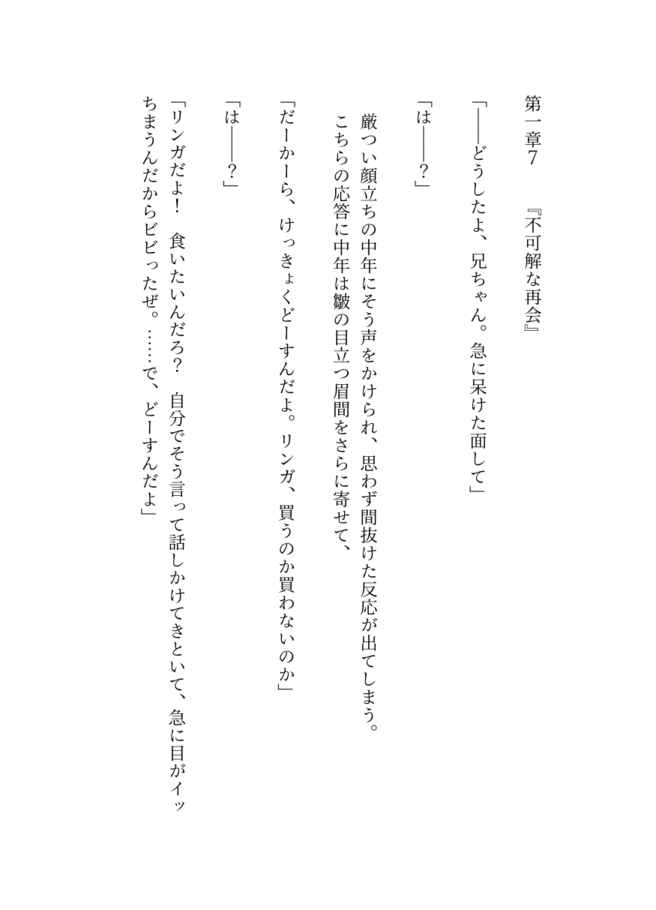 第一章７　　『不可解な再会』
「――どうしたよ、兄ちゃん。急に呆けた面して」
「は――？」
厳つい顔立ちの中年にそう声をかけられ、思わず間抜けた反応が出てしまう。
こちらの応答に中年は皺の目立つ眉間をさらに寄せて、
「だーかーら、けっきょくどーすんだよ。リンガ、買うのか買わないのか」
「は――？」
「リンガだよ！　食いたいんだろ？　自分でそう言って話しかけてきといて、急に目がイッ
ちまうんだからビビったぜ。……で、どーすんだよ」